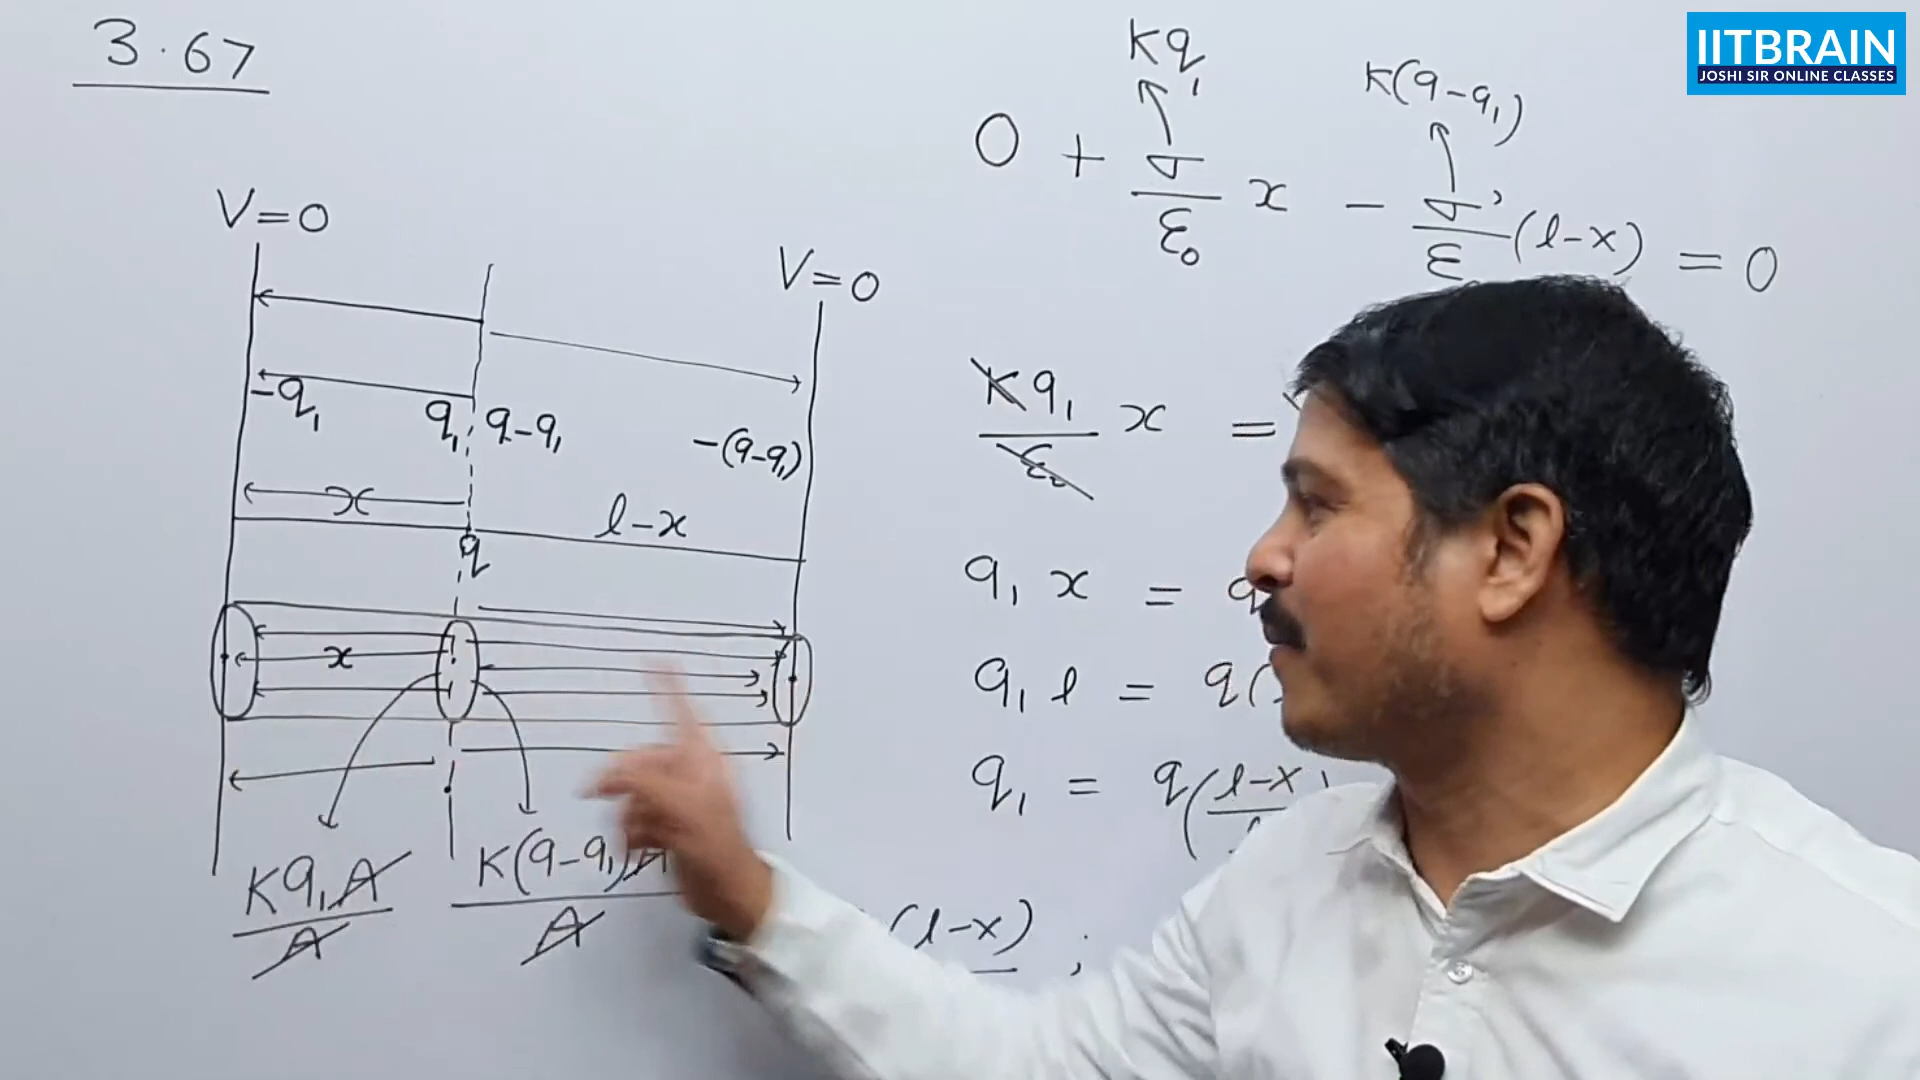 3.67
IITBRAIN
JOSHI SIR ONLINE CLASSES
V=0
V=0
-q₁
q₁
q-q₁
-(q-q₁)
x
l-x
q
x
Kq₁A
A
K(q-q₁)A
A
Kq₁
K(q-q₁)
0 + σ/ε₀ x - σ'/ε (l-x) = 0
Kq₁/ε₀ x =
q₁ x = q
q₁ l = q(
q₁ = q(l-x
(l-x) ;